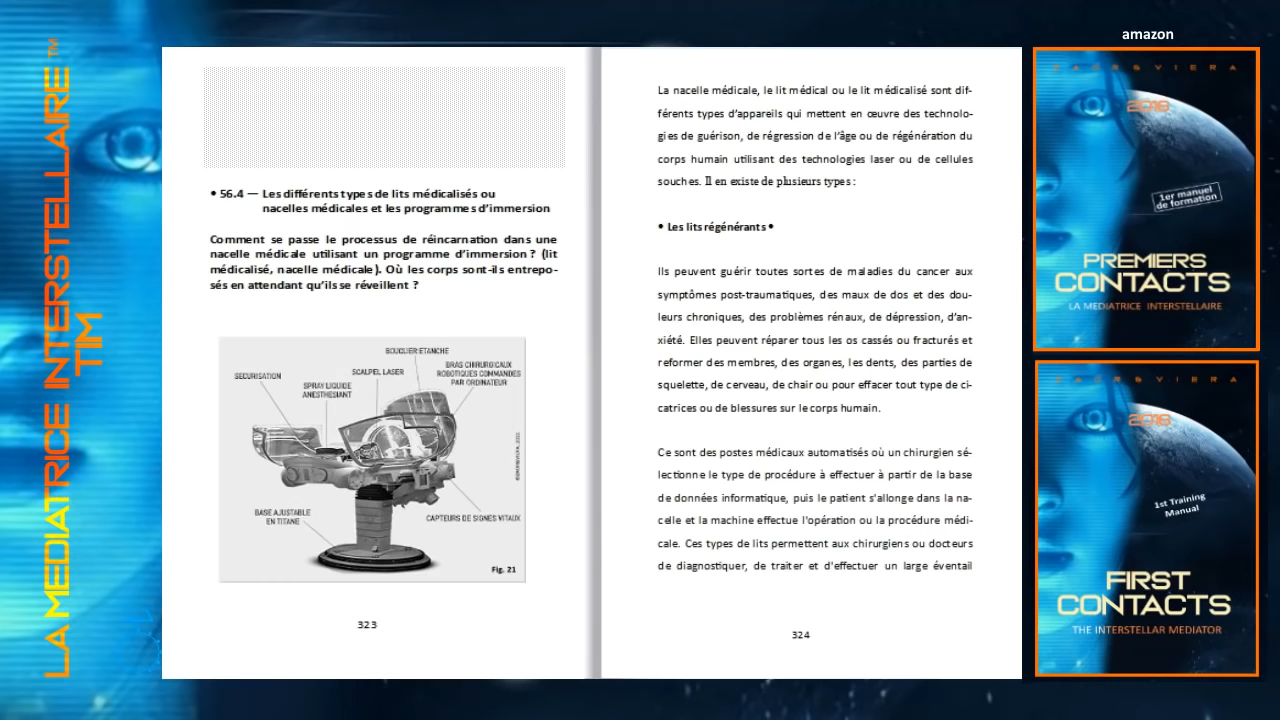 LA MEDIATRICE INTERSTELLAIRE™
TIM
• 56.4 — Les différents types de lits médicalisés ou
nacelles médicales et les programmes d’immersion
Comment se passe le processus de réincarnation dans une
nacelle médicale utilisant un programme d’immersion ? (lit
médicalisé, nacelle médicale). Où les corps sont-ils entrepo-
sés en attendant qu’ils se réveillent ?
BOUCLIER ETANCHE
SECURISATION
SPRAY LIQUIDE
ANESTHESIANT
SCALPEL LASER
BRAS CHIRURGICAUX
ROBOTIQUES COMMANDES
PAR ORDINATEUR
BASE AJUSTABLE
EN TITANE
CAPTEURS DE SIGNES VITAUX
Fig. 21
323
La nacelle médicale, le lit médical ou le lit médicalisé sont dif-
férents types d’appareils qui mettent en œuvre des technolo-
gies de guérison, de régression de l’âge ou de régénération du
corps humain utilisant des technologies laser ou de cellules
souches. Il en existe de plusieurs types :
• Les lits régénérants •
Ils peuvent guérir toutes sortes de maladies du cancer aux
symptômes post-traumatiques, des maux de dos et des dou-
leurs chroniques, des problèmes rénaux, de dépression, d’an-
xiété. Elles peuvent réparer tous les os cassés ou fracturés et
reformer des membres, des organes, les dents, des parties de
squelette, de cerveau, de chair ou pour effacer tout type de ci-
catrices ou de blessures sur le corps humain.
Ce sont des postes médicaux automatisés où un chirurgien sé-
lectionne le type de procédure à effectuer à partir de la base
de données informatique, puis le patient s'allonge dans la na-
celle et la machine effectue l'opération ou la procédure médi-
cale. Ces types de lits permettent aux chirurgiens ou docteurs
de diagnostiquer, de traiter et d'effectuer un large éventail
324
amazon
2018
1er manuel
de formation
PREMIERS
CONTACTS
LA MEDIATRICE INTERSTELLAIRE
2018
1st Training
Manual
FIRST
CONTACTS
THE INTERSTELLAR MEDIATOR